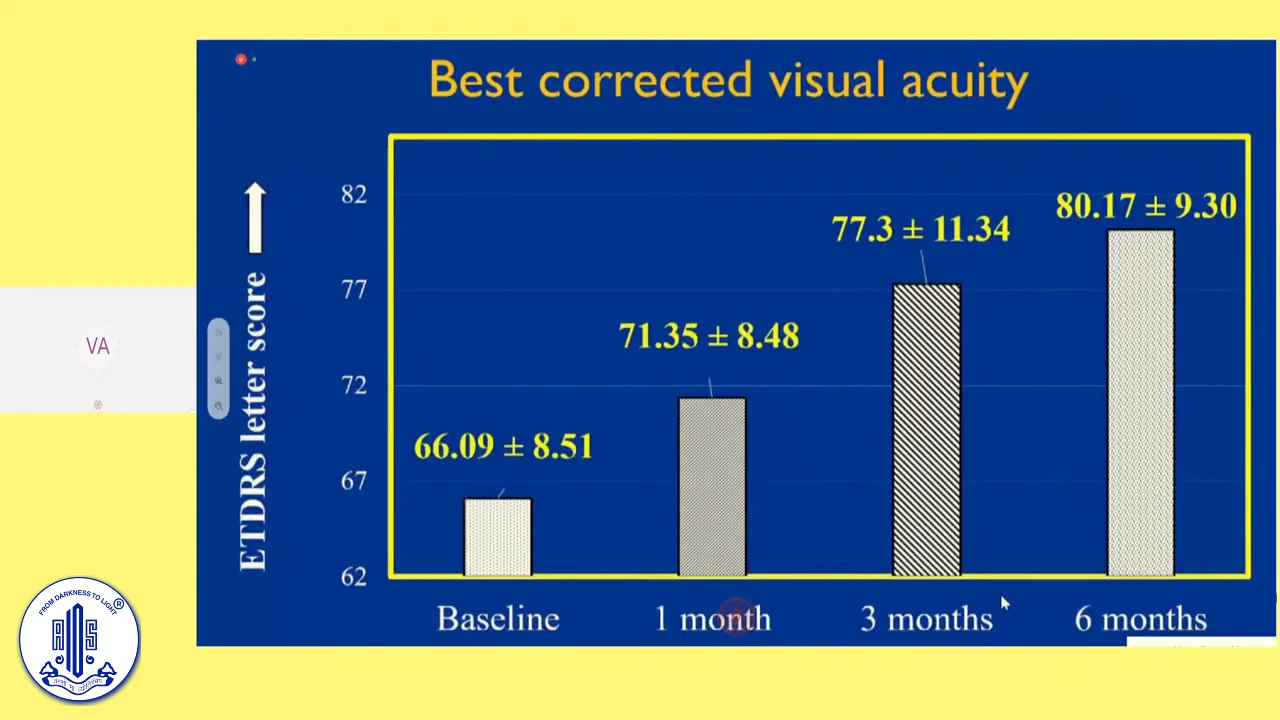 Best corrected visual acuity
ETDRS letter score
82
77
72
67
62
66.09 ± 8.51
71.35 ± 8.48
77.3 ± 11.34
80.17 ± 9.30
Baseline
1 month
3 months
6 months
VA
FROM DARKNESS TO LIGHT
®